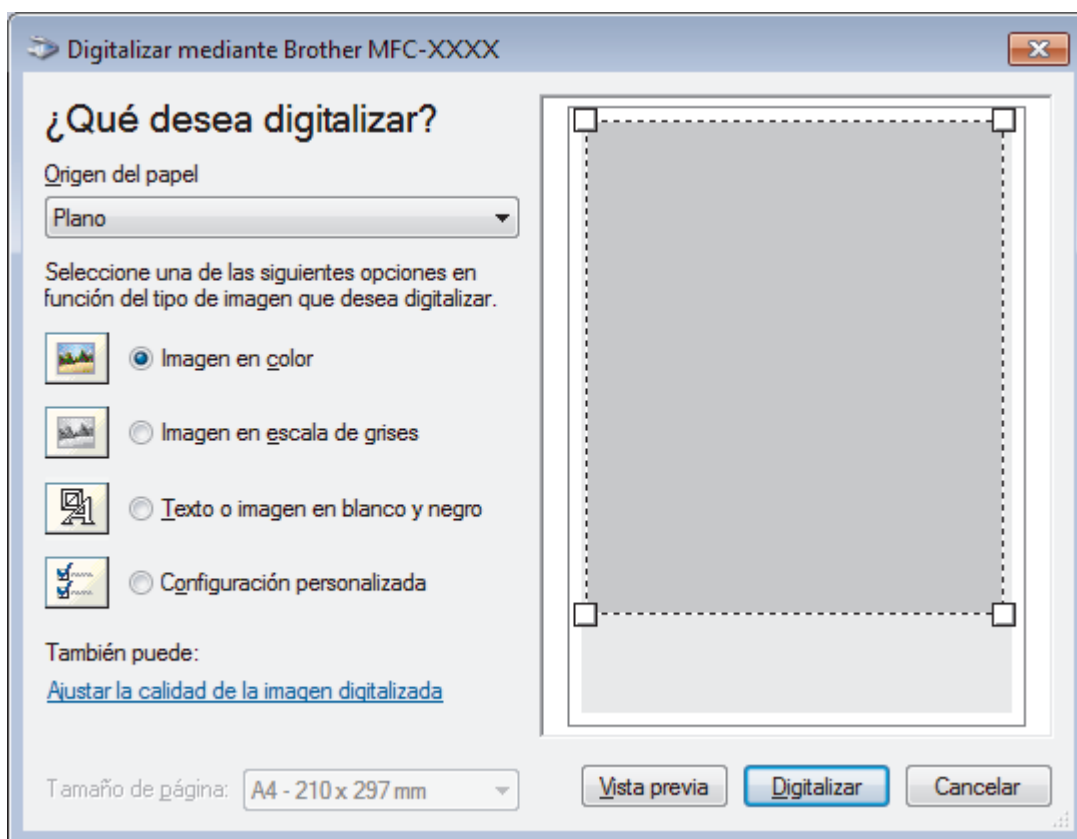 Digitalizar mediante Brother MFC-XXXX
¿Qué desea digitalizar?
Origen del papel
Plano
Seleccione una de las siguientes opciones en
función del tipo de imagen que desea digitalizar.
Imagen en color
Imagen en escala de grises
Texto o imagen en blanco y negro
Configuración personalizada
También puede:
Ajustar la calidad de la imagen digitalizada
Tamaño de página: A4 - 210 x 297 mm
Vista previa Digitalizar Cancelar